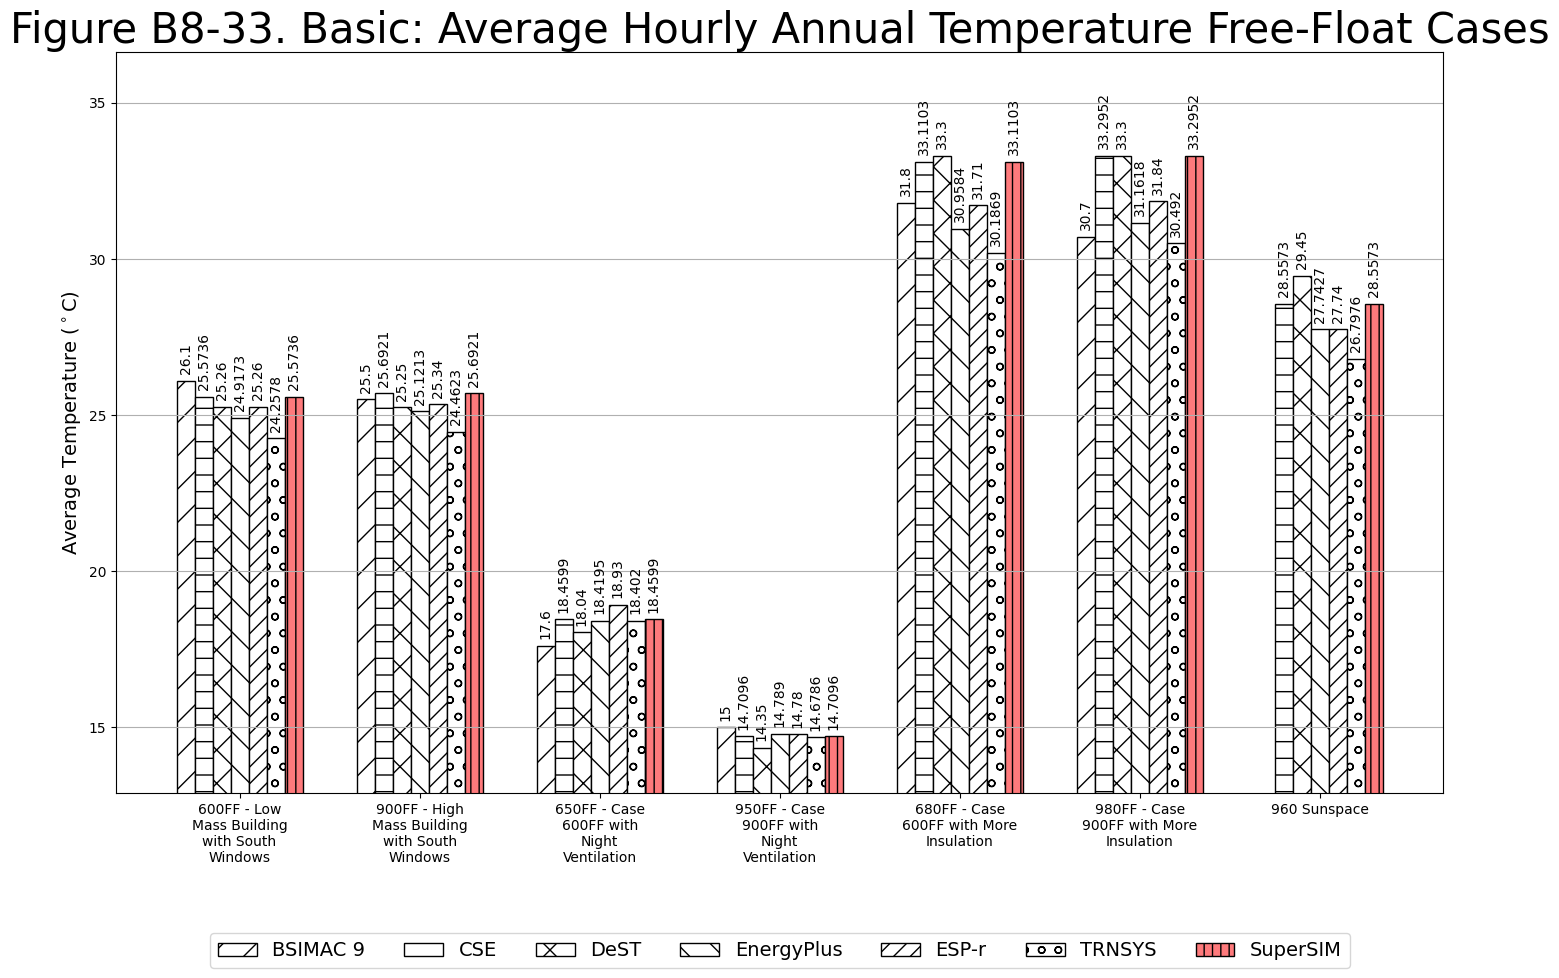 Figure B8-33. Basic: Average Hourly Annual Temperature Free-Float Cases
Average Temperature (°C)
35
30
25
20
15
26.1
25.5736
25.26
24.9173
25.26
24.2578
25.5736
25.5
25.6921
25.25
25.1213
25.34
24.4623
25.6921
17.6
18.4599
18.04
18.4195
18.93
18.402
18.4599
15
14.7096
14.35
14.789
14.78
14.6786
14.7096
31.8
33.1103
33.3
30.9584
31.71
30.1869
33.1103
30.7
33.2952
33.3
31.1618
31.84
30.492
33.2952
28.5573
29.45
27.7427
27.74
26.7976
28.5573
600FF - Low
Mass Building
with South
Windows
900FF - High
Mass Building
with South
Windows
650FF - Case
600FF with
Night
Ventilation
950FF - Case
900FF with
Night
Ventilation
680FF - Case
600FF with More
Insulation
980FF - Case
900FF with More
Insulation
960 Sunspace
BSIMAC 9
CSE
DeST
EnergyPlus
ESP-r
TRNSYS
SuperSIM